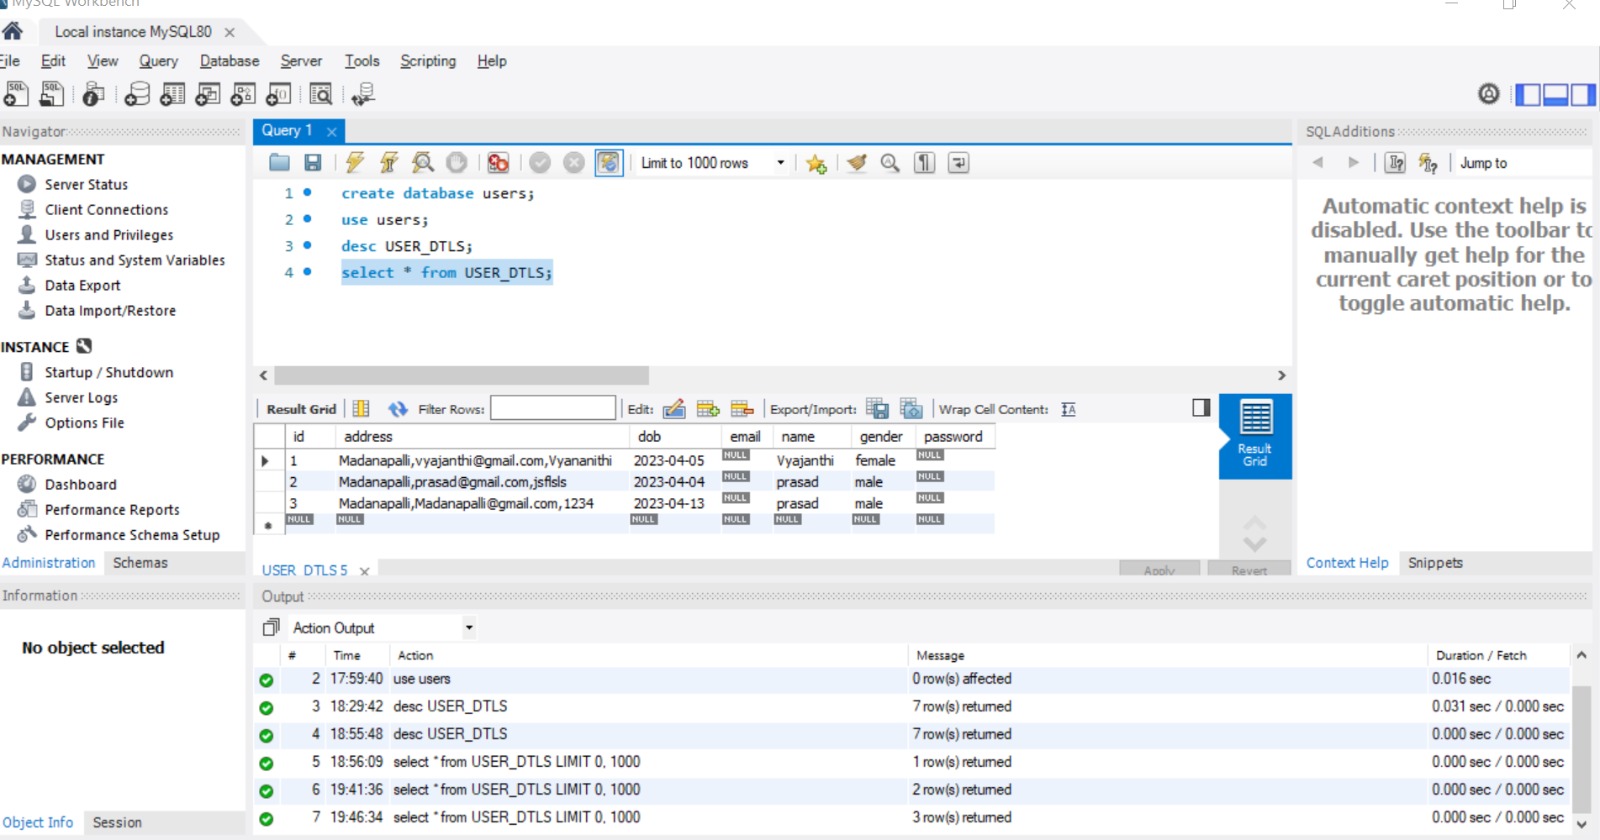 MySQL Workbench
Local instance MySQL80
File Edit View Query Database Server Tools Scripting Help
Navigator
MANAGEMENT
Server Status
Client Connections
Users and Privileges
Status and System Variables
Data Export
Data Import/Restore
INSTANCE
Startup / Shutdown
Server Logs
Options File
PERFORMANCE
Dashboard
Performance Reports
Performance Schema Setup
Administration Schemas
Information
No object selected
Object Info Session
Query 1
Limit to 1000 rows
1 create database users;
2 use users;
3 desc USER_DTLS;
4 select * from USER_DTLS;
Result Grid Filter Rows: Edit: Export/Import: Wrap Cell Content:
id address dob email name gender password
1 Madanapalli,vyajanthi@gmail.com,Vyananithi 2023-04-05 NULL Vyajanthi female NULL
2 Madanapalli,prasad@gmail.com,jsflsls 2023-04-04 NULL prasad male NULL
3 Madanapalli,Madanapalli@gmail.com,1234 2023-04-13 NULL prasad male NULL
NULL NULL NULL NULL NULL NULL NULL
Result
Grid
USER_DTLS 5
Apply Revert
SQLAdditions
Jump to
Automatic context help is
disabled. Use the toolbar to
manually get help for the
current caret position or to
toggle automatic help.
Context Help Snippets
Output
Action Output
# Time Action Message Duration / Fetch
2 17:59:40 use users 0 row(s) affected 0.016 sec
3 18:29:42 desc USER_DTLS 7 row(s) returned 0.031 sec / 0.000 sec
4 18:55:48 desc USER_DTLS 7 row(s) returned 0.000 sec / 0.000 sec
5 18:56:09 select * from USER_DTLS LIMIT 0, 1000 1 row(s) returned 0.000 sec / 0.000 sec
6 19:41:36 select * from USER_DTLS LIMIT 0, 1000 2 row(s) returned 0.000 sec / 0.000 sec
7 19:46:34 select * from USER_DTLS LIMIT 0, 1000 3 row(s) returned 0.000 sec / 0.000 sec